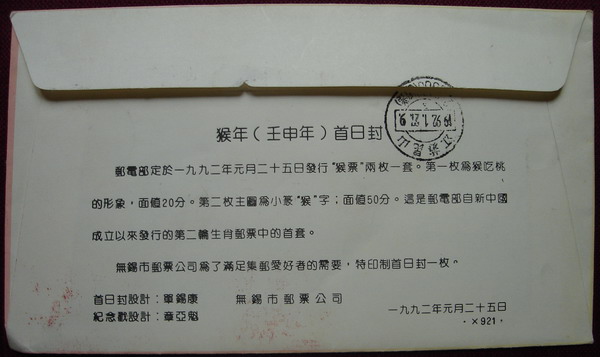 猴年（壬申年）首日封
郵電部定於一九九二年元月二十五日發行“猴票”兩枚一套。第一枚爲猴吃桃
的形象，面值20分。第二枚主圖爲小篆“猴”字；面值50分。這是郵電部自新中國
成立以來發行的第二輪生肖郵票中的首套。
無錫市郵票公司爲了滿足集郵愛好者的需要，特印制首日封一枚。
首日封設計：單錫康 無錫市郵票公司
紀念戳設計：章亞魁
一九九二年元月二十五日
·×921·
1992.1.27.9